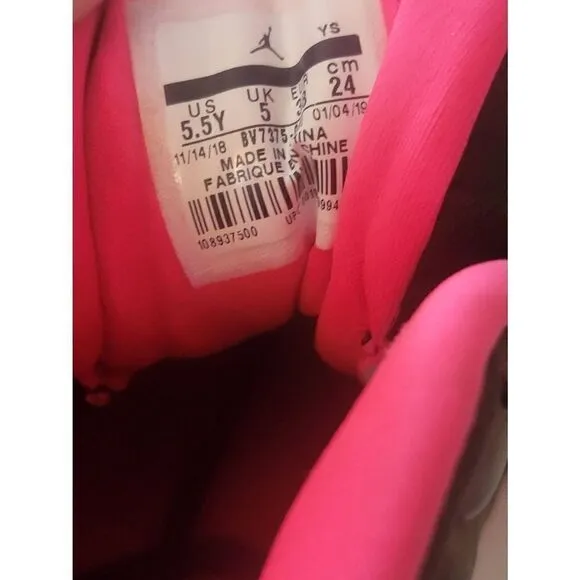 YS
US UK cm
5.5Y 5 24
11/14/18 BV7375 01/04/19
MADE IN
FABRIQUE
108937500